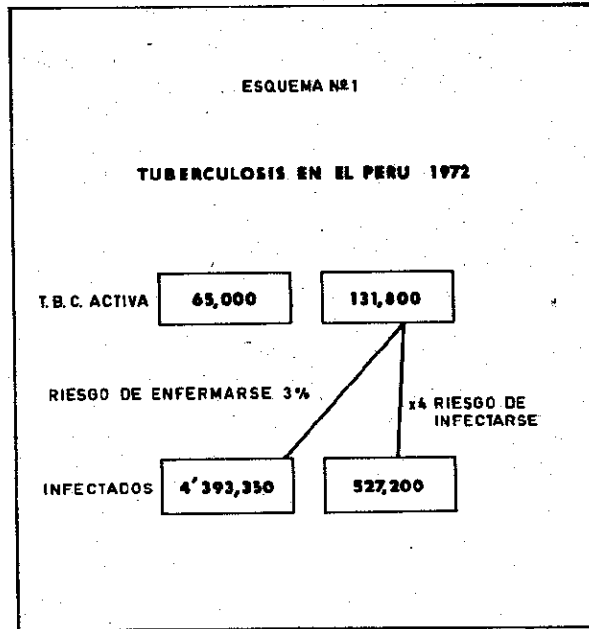 ESQUEMA Nº1
TUBERCULOSIS EN EL PERU 1972
T.B.C. ACTIVA 65,000 131,800
RIESGO DE ENFERMARSE 3%
x4 RIESGO DE
INFECTARSE
INFECTADOS 4'393,350 527,200